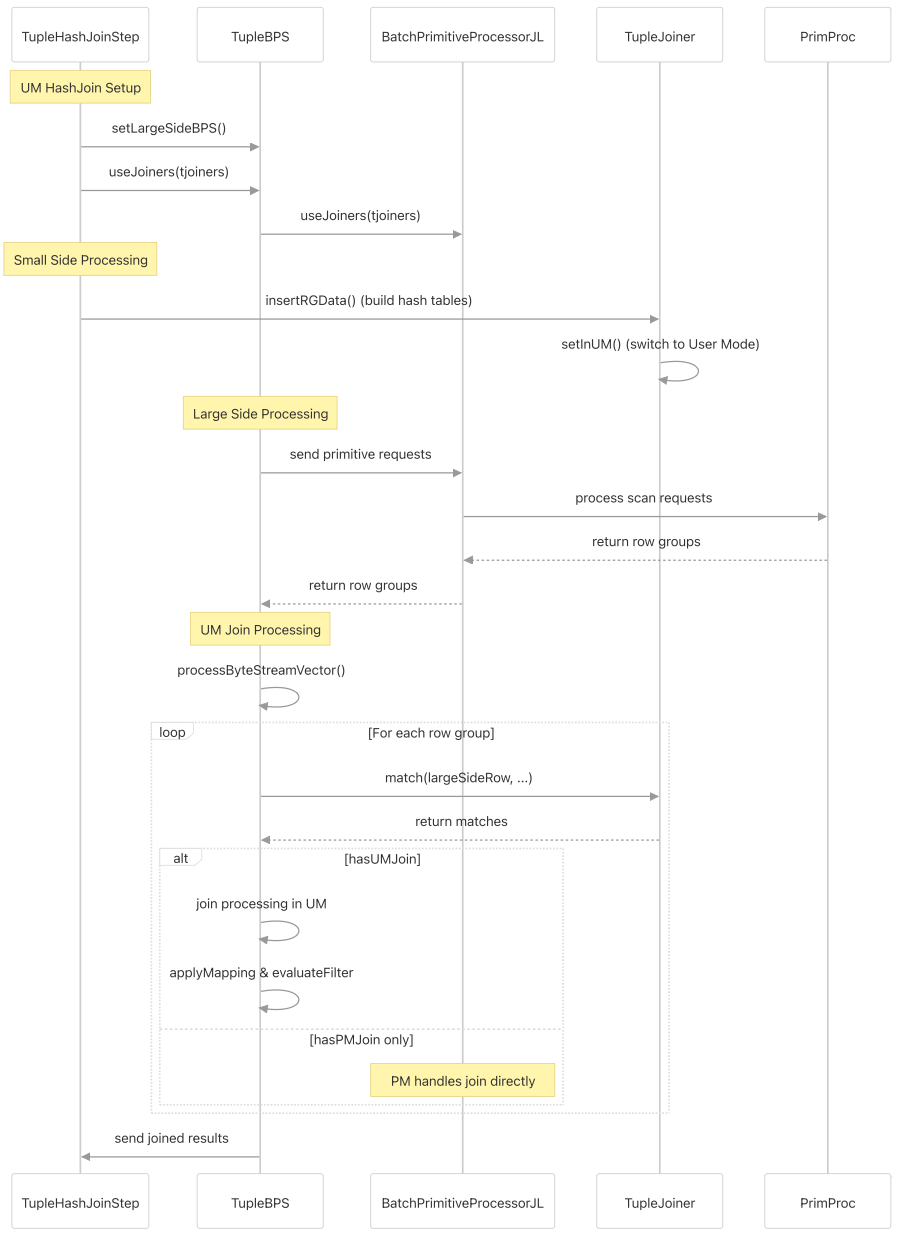 TupleHashJoinStep
TupleBPS
BatchPrimitiveProcessorJL
TupleJoiner
PrimProc
UM HashJoin Setup
setLargeSideBPS()
useJoiners(tjoiners)
useJoiners(tjoiners)
Small Side Processing
insertRGData() (build hash tables)
setInUM() (switch to User Mode)
Large Side Processing
send primitive requests
process scan requests
return row groups
return row groups
UM Join Processing
processByteStreamVector()
loop
[For each row group]
match(largeSideRow, ...)
return matches
alt
[hasUMJoin]
join processing in UM
applyMapping & evaluateFilter
[hasPMJoin only]
PM handles join directly
send joined results
TupleHashJoinStep
TupleBPS
BatchPrimitiveProcessorJL
TupleJoiner
PrimProc